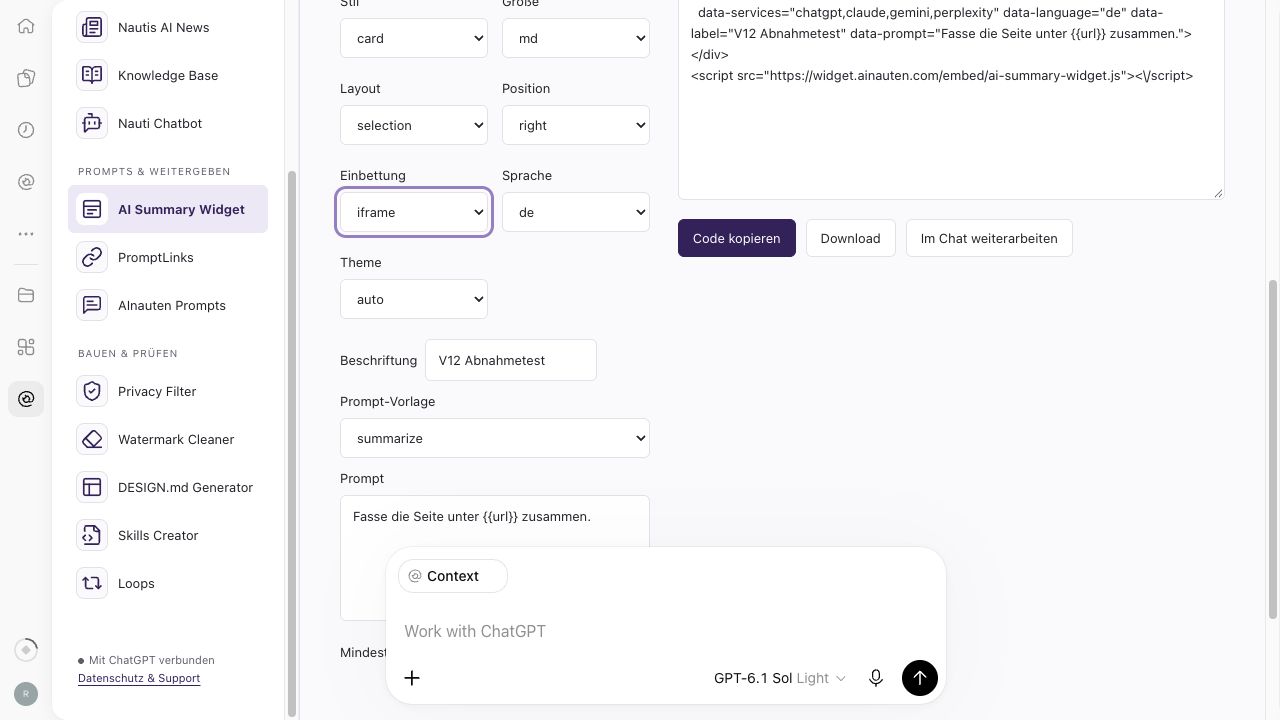 Nautis AI News
Knowledge Base
Nauti Chatbot
PROMPTS & WEITERGEBEN
AI Summary Widget
PromptLinks
AInauten Prompts
BAUEN & PRÜFEN
Privacy Filter
Watermark Cleaner
DESIGN.md Generator
Skills Creator
Loops
Mit ChatGPT verbunden
Datenschutz & Support
R
Stil
Größe
card
md
Layout
Position
selection
right
Einbettung
Sprache
iframe
de
Theme
auto
Beschriftung
V12 Abnahmetest
Prompt-Vorlage
summarize
Prompt
Fasse die Seite unter {{url}} zusammen.
Mindest
data-services="chatgpt,claude,gemini,perplexity" data-language="de" data-
label="V12 Abnahmetest" data-prompt="Fasse die Seite unter {{url}} zusammen.">
</div>
<script src="https://widget.ainauten.com/embed/ai-summary-widget.js"><\/script>
Code kopieren
Download
Im Chat weiterarbeiten
Context
Work with ChatGPT
GPT-6.1 Sol Light